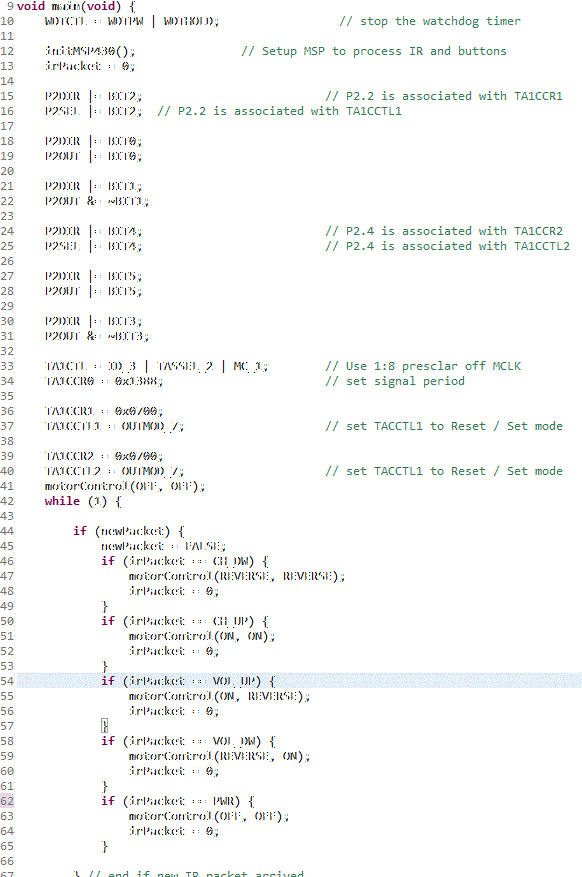 9 void main(void) {
10 WDTCTL = WDTPW | WDTHOLD; // stop the watchdog timer
11
12 initMSP430(); // Setup MSP to process IR and buttons
13 irPacket = 0;
14
15 P2DIR |= BIT2; // P2.2 is associated with TA1CCR1
16 P2SEL |= BIT2; // P2.2 is associated with TA1CCTL1
17
18 P2DIR |= BIT0;
19 P2OUT |= BIT0;
20
21 P2DIR |= BIT1;
22 P2OUT &= ~BIT1;
23
24 P2DIR |= BIT4; // P2.4 is associated with TA1CCR2
25 P2SEL |= BIT4; // P2.4 is associated with TA1CCTL2
26
27 P2DIR |= BIT5;
28 P2OUT |= BIT5;
29
30 P2DIR |= BIT3;
31 P2OUT &= ~BIT3;
32
33 TA1CTL = ID_3 | TASSEL_2 | MC_1; // Use 1:8 presclar off MCLK
34 TA1CCR0 = 0x1388; // set signal period
35
36 TA1CCR1 = 0x0700;
37 TA1CCTL1 = OUTMOD_7; // set TACCTL1 to Reset / Set mode
38
39 TA1CCR2 = 0x0700;
40 TA1CCTL2 = OUTMOD_7; // set TACCTL1 to Reset / Set mode
41 motorControl(OFF, OFF);
42 while (1) {
43
44 if (newPacket) {
45 newPacket = FALSE;
46 if (irPacket == CH_DW) {
47 motorControl(REVERSE, REVERSE);
48 irPacket = 0;
49 }
50 if (irPacket == CH_UP) {
51 motorControl(ON, ON);
52 irPacket = 0;
53 }
54 if (irPacket == VOL_UP) {
55 motorControl(ON, REVERSE);
56 irPacket = 0;
57 }
58 if (irPacket == VOL_DW) {
59 motorControl(REVERSE, ON);
60 irPacket = 0;
61 }
62 if (irPacket == PWR) {
63 motorControl(OFF, OFF);
64 irPacket = 0;
65 }
66
67 } // end if new IR packet arrived